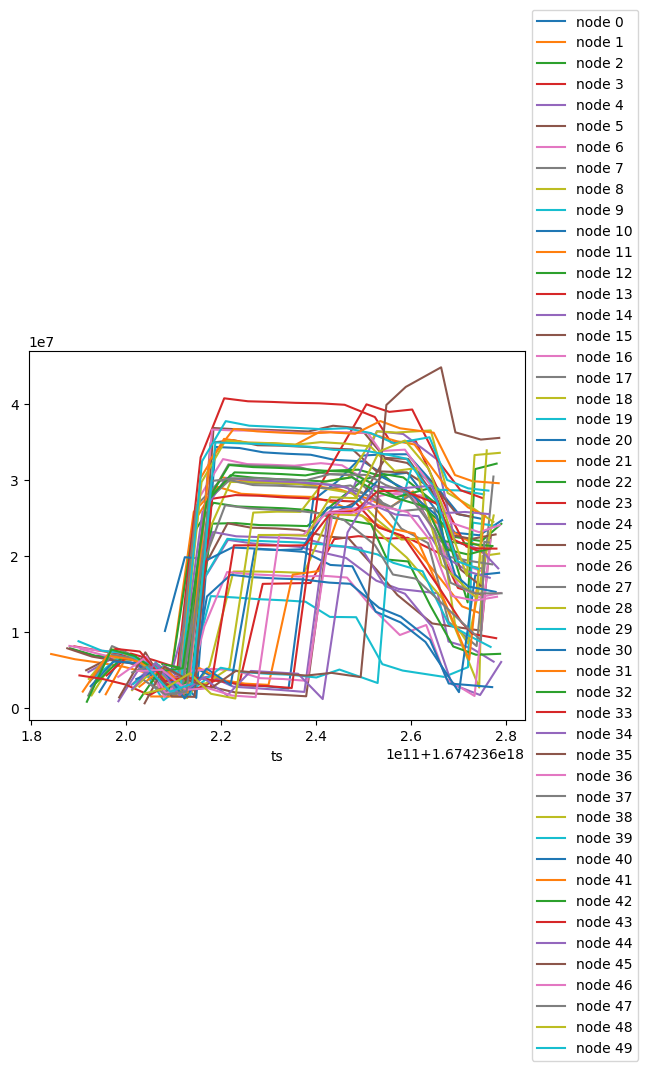 1e7
4
3
2
1
0
1.8 2.0 2.2 2.4 2.6 2.8
ts
1e11+1.674236e18
node 0
node 1
node 2
node 3
node 4
node 5
node 6
node 7
node 8
node 9
node 10
node 11
node 12
node 13
node 14
node 15
node 16
node 17
node 18
node 19
node 20
node 21
node 22
node 23
node 24
node 25
node 26
node 27
node 28
node 29
node 30
node 31
node 32
node 33
node 34
node 35
node 36
node 37
node 38
node 39
node 40
node 41
node 42
node 43
node 44
node 45
node 46
node 47
node 48
node 49